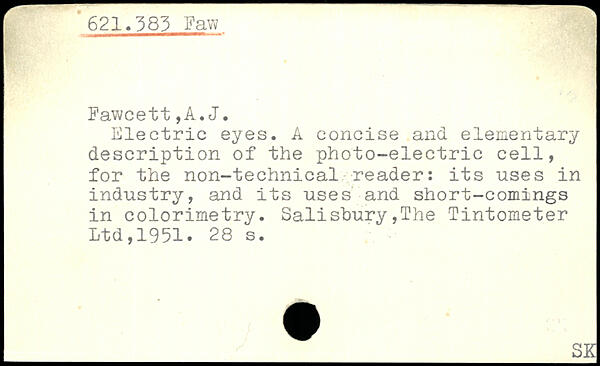 621.383 Faw
Fawcett,A.J.
Electric eyes. A concise and elementary
description of the photo-electric cell,
for the non-technical reader: its uses in
industry, and its uses and short-comings
in colorimetry. Salisbury,The Tintometer
Ltd,1951. 28 s.
SK